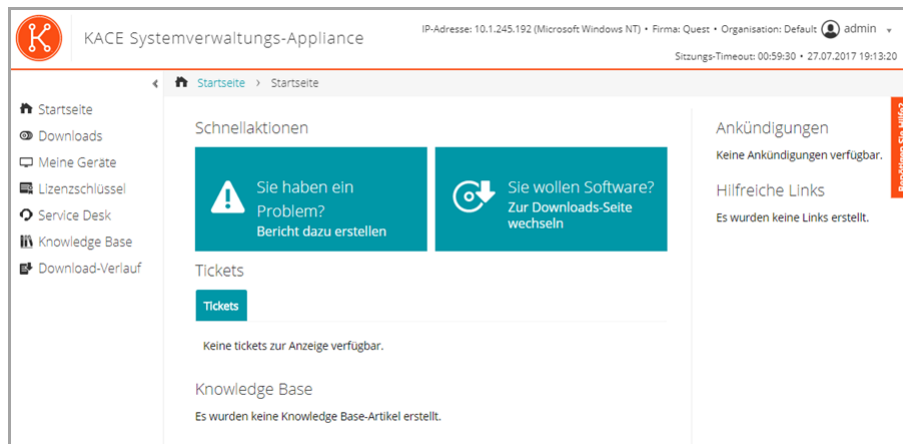 KACE Systemverwaltungs-Appliance
IP-Adresse: 10.1.245.192 (Microsoft Windows NT) • Firma: Quest • Organisation: Default admin
Sitzungs-Timeout: 00:59:30 • 27.07.2017 19:13:20
Startseite > Startseite
Startseite
Downloads
Meine Geräte
Lizenzschlüssel
Service Desk
Knowledge Base
Download-Verlauf
Schnellaktionen
Sie haben ein
Problem?
Bericht dazu erstellen
Sie wollen Software?
Zur Downloads-Seite
wechseln
Tickets
Tickets
Keine tickets zur Anzeige verfügbar.
Knowledge Base
Es wurden keine Knowledge Base-Artikel erstellt.
Ankündigungen
Keine Ankündigungen verfügbar.
Hilfreiche Links
Es wurden keine Links erstellt.
Benötigen Sie Hilfe?